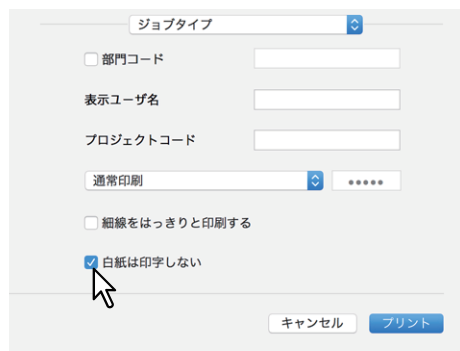 ジョブタイプ
部門コード
表示ユーザ名
プロジェクトコード
通常印刷 •••••
細線をはっきりと印刷する
白紙は印字しない
キャンセル プリント